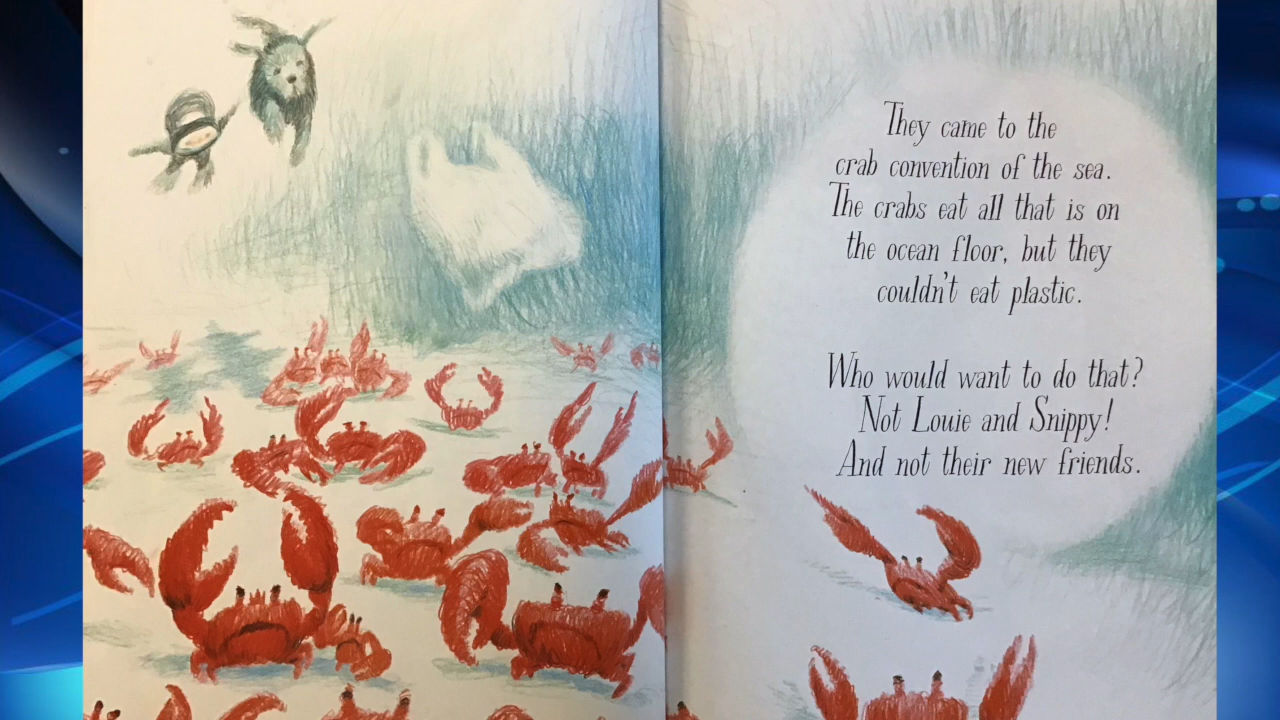 They came to the
crab convention of the sea.
The crabs eat all that is on
the ocean floor, but they
couldn't eat plastic.
Who would want to do that?
Not Louie and Snippy!
And not their new friends.